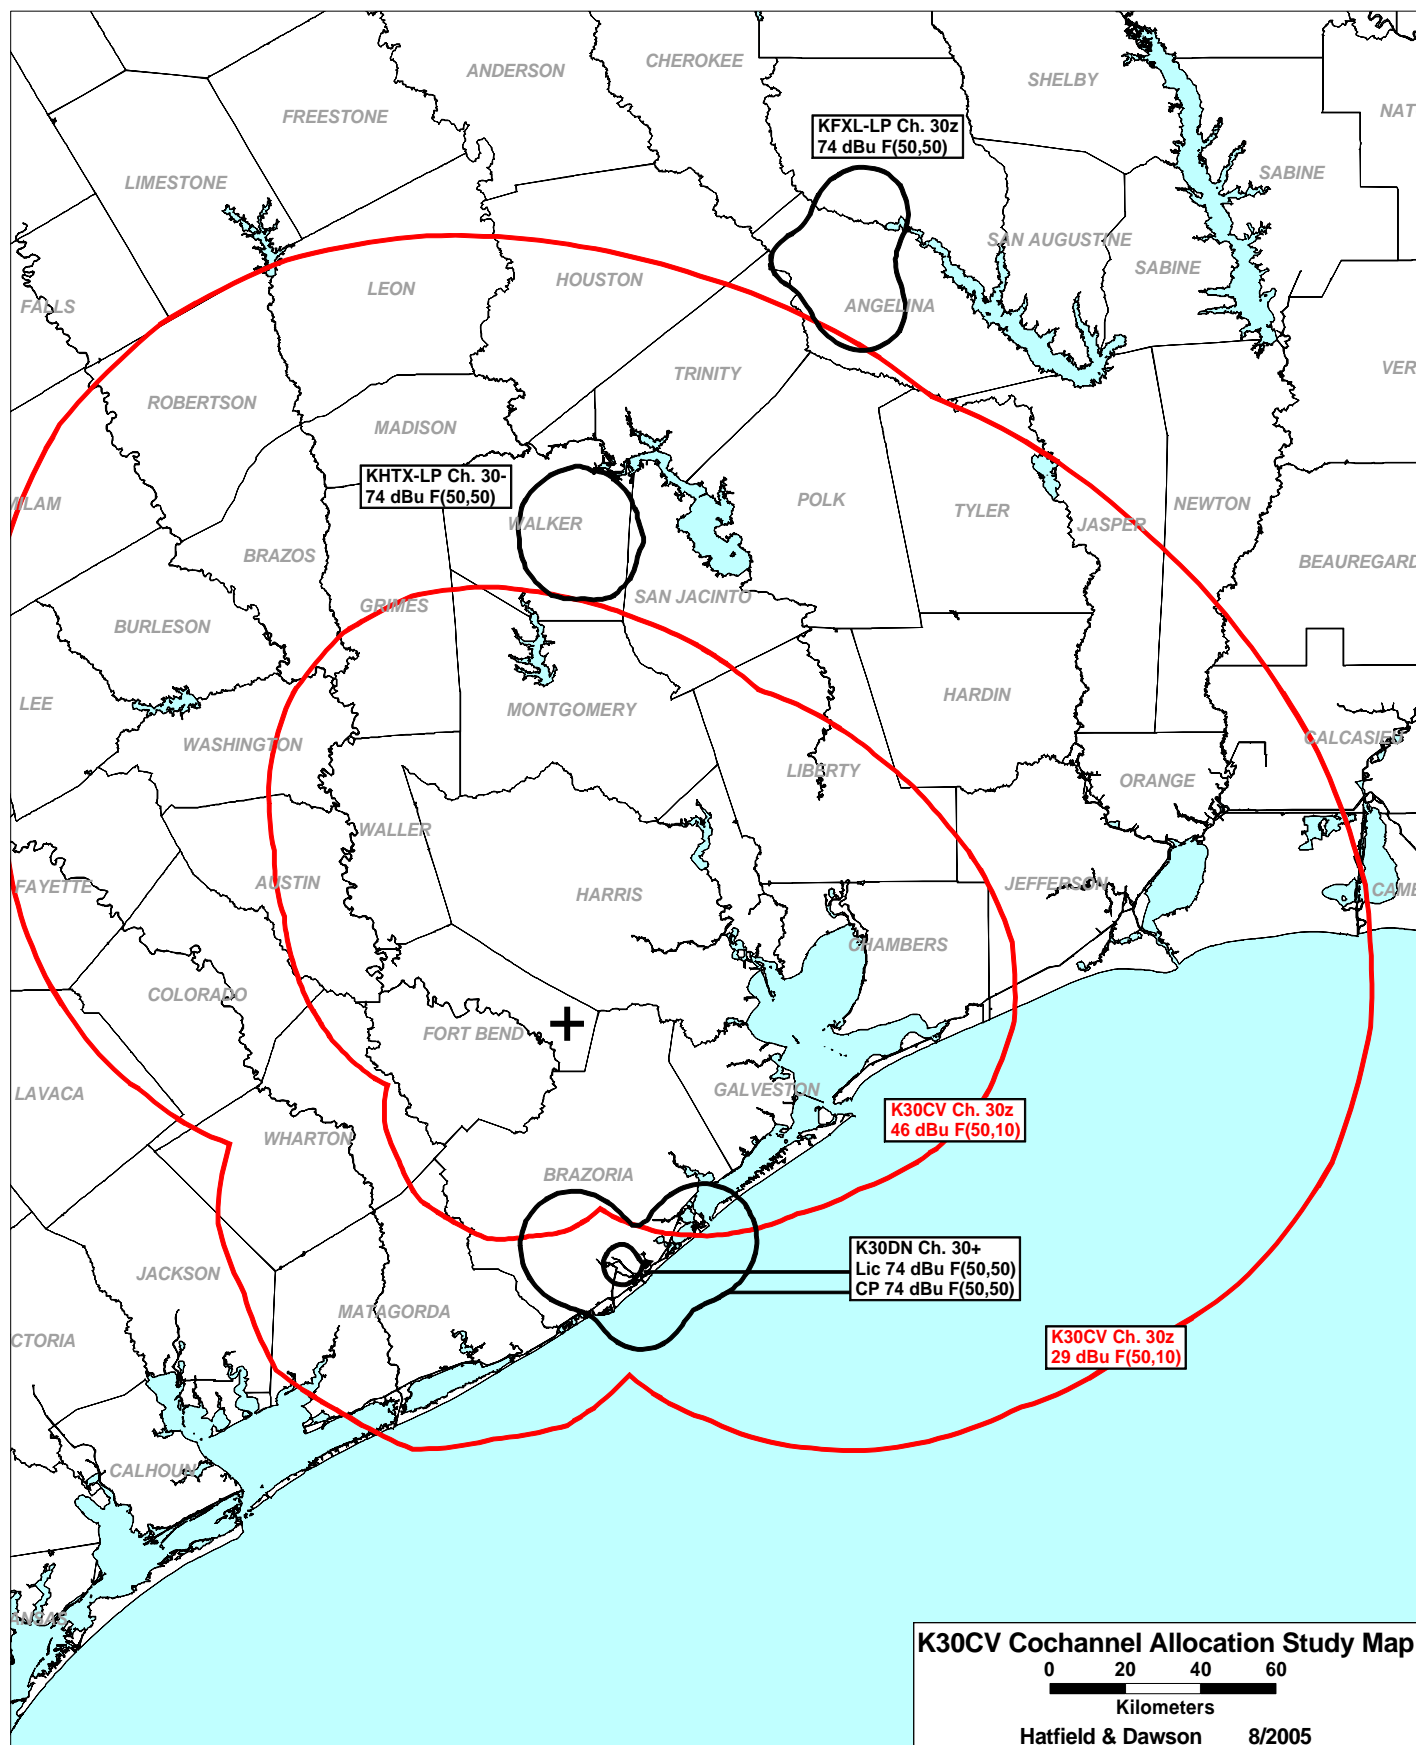 ANDERSON
CHEROKEE
SHELBY
FREESTONE
NAT
KFXL-LP Ch. 30z
74 dBu F(50,50)
LIMESTONE
SABINE
SAN AUGUSTINE
SABINE
LEON
HOUSTON
FALLS
ANGELINA
TRINITY
VER
ROBERTSON
MADISON
KHTX-LP Ch. 30-
74 dBu F(50,50)
MILAM
WALKER
POLK
TYLER
JASPER
NEWTON
BRAZOS
BEAUREGARD
GRIMES
SAN JACINTO
BURLESON
LEE
MONTGOMERY
HARDIN
WASHINGTON
CALCASIEU
LIBERTY
ORANGE
WALLER
FAYETTE
AUSTIN
HARRIS
JEFFERSON
CAME
CHAMBERS
COLORADO
FORT BEND
LAVACA
GALVESTON
K30CV Ch. 30z
46 dBu F(50,10)
WHARTON
BRAZORIA
K30DN Ch. 30+
Lic 74 dBu F(50,50)
CP 74 dBu F(50,50)
JACKSON
MATAGORDA
CTORIA
K30CV Ch. 30z
29 dBu F(50,10)
CALHOUN
ANSAS
K30CV Cochannel Allocation Study Map
0 20 40 60
Kilometers
Hatfield & Dawson 8/2005